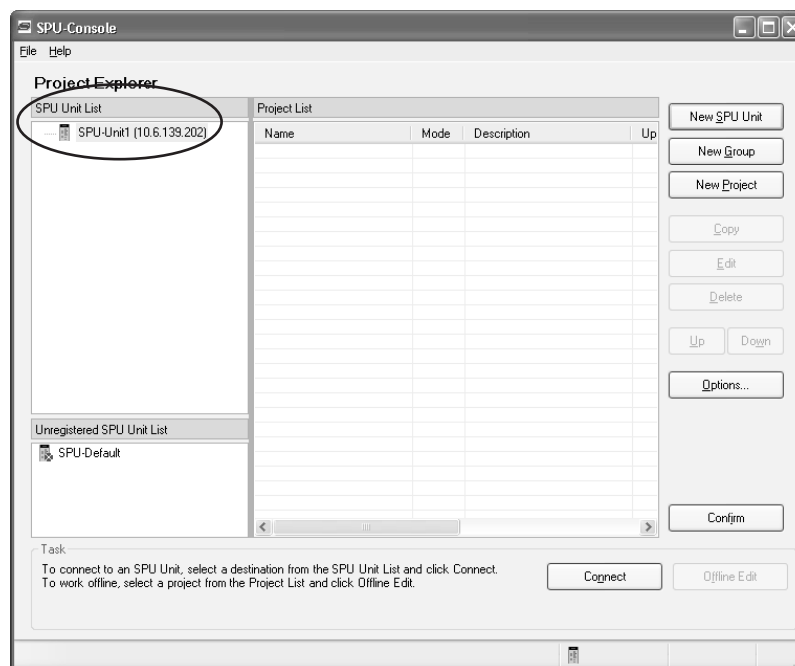 SPU-Console
File Help
Project Explorer
SPU Unit List
SPU-Unit1 (10.6.139.202)
Project List
Name Mode Description Up
New SPU Unit
New Group
New Project
Copy
Edit
Delete
Up Down
Options...
Unregistered SPU Unit List
SPU-Default
Confirm
Task
To connect to an SPU Unit, select a destination from the SPU Unit List and click Connect.
To work offline, select a project from the Project List and click Offline Edit.
Connect Offline Edit